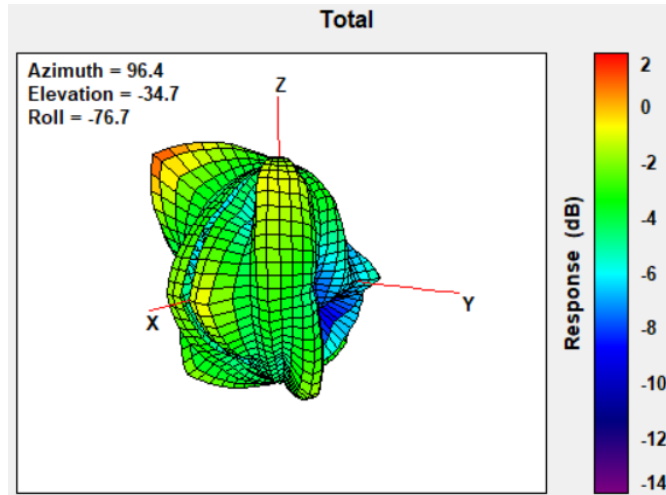 Total
Azimuth = 96.4
Elevation = -34.7
Roll = -76.7
Z
X
Y
2
0
-2
-4
-6
-8
-10
-12
-14
Response (dB)